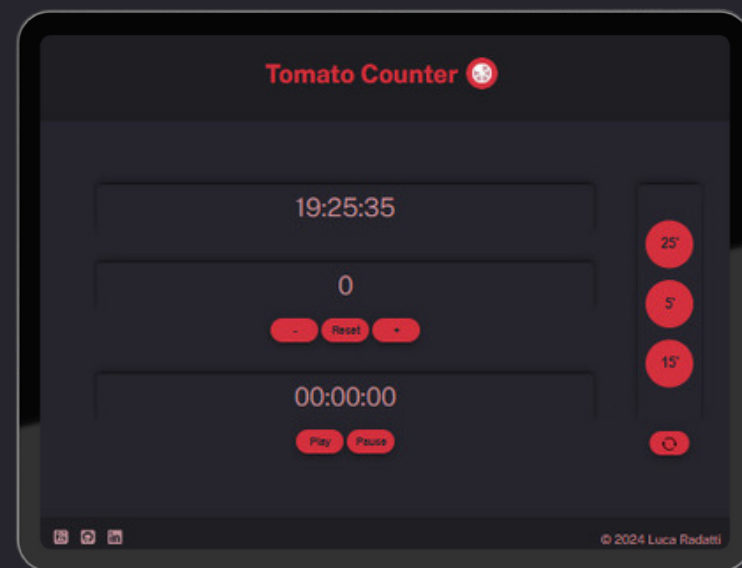 Tomato Counter
19:25:35
0
- Reset +
00:00:00
Play Pause
25'
5'
15'
© 2024 Luca Radatti